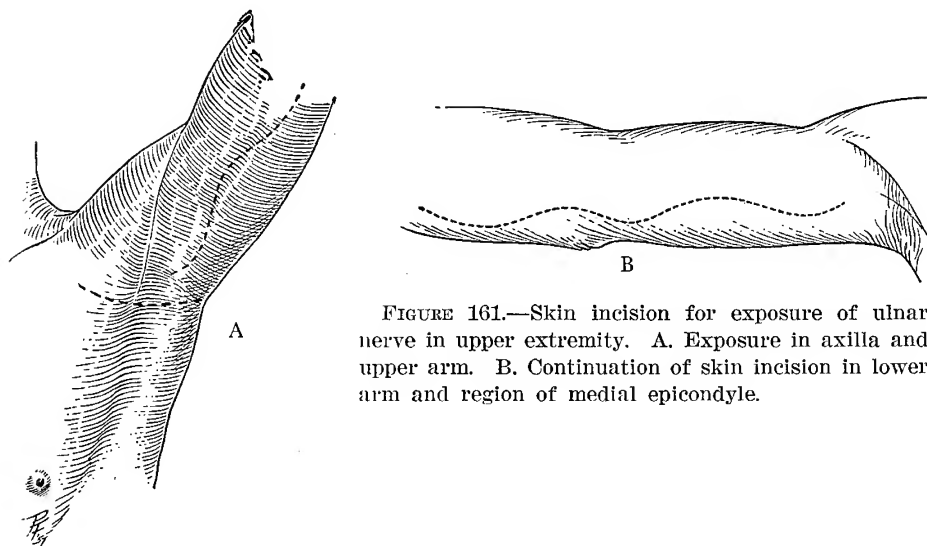 A
B
FIGURE 161.—Skin incision for exposure of ulnar
nerve in upper extremity. A. Exposure in axilla and
upper arm. B. Continuation of skin incision in lower
arm and region of medial epicondyle.